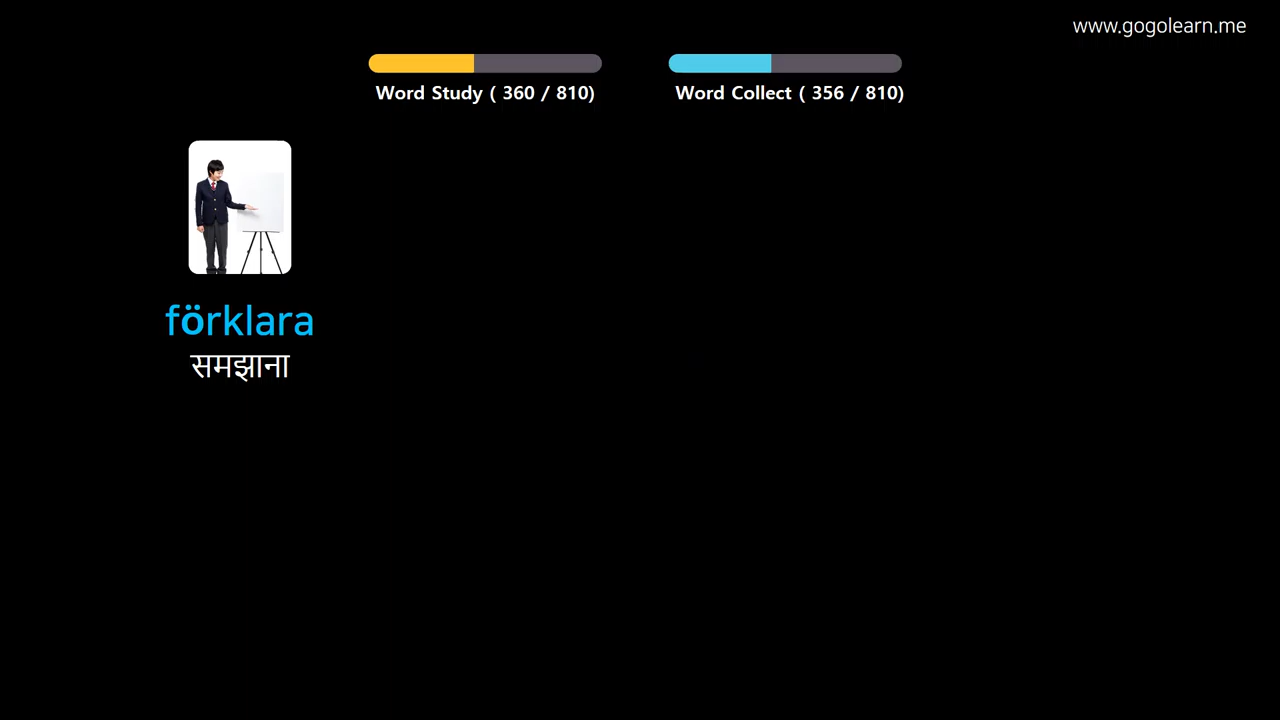 www.gogolearn.me
Word Study ( 360 / 810)
Word Collect ( 356 / 810)
förklara
समझाना